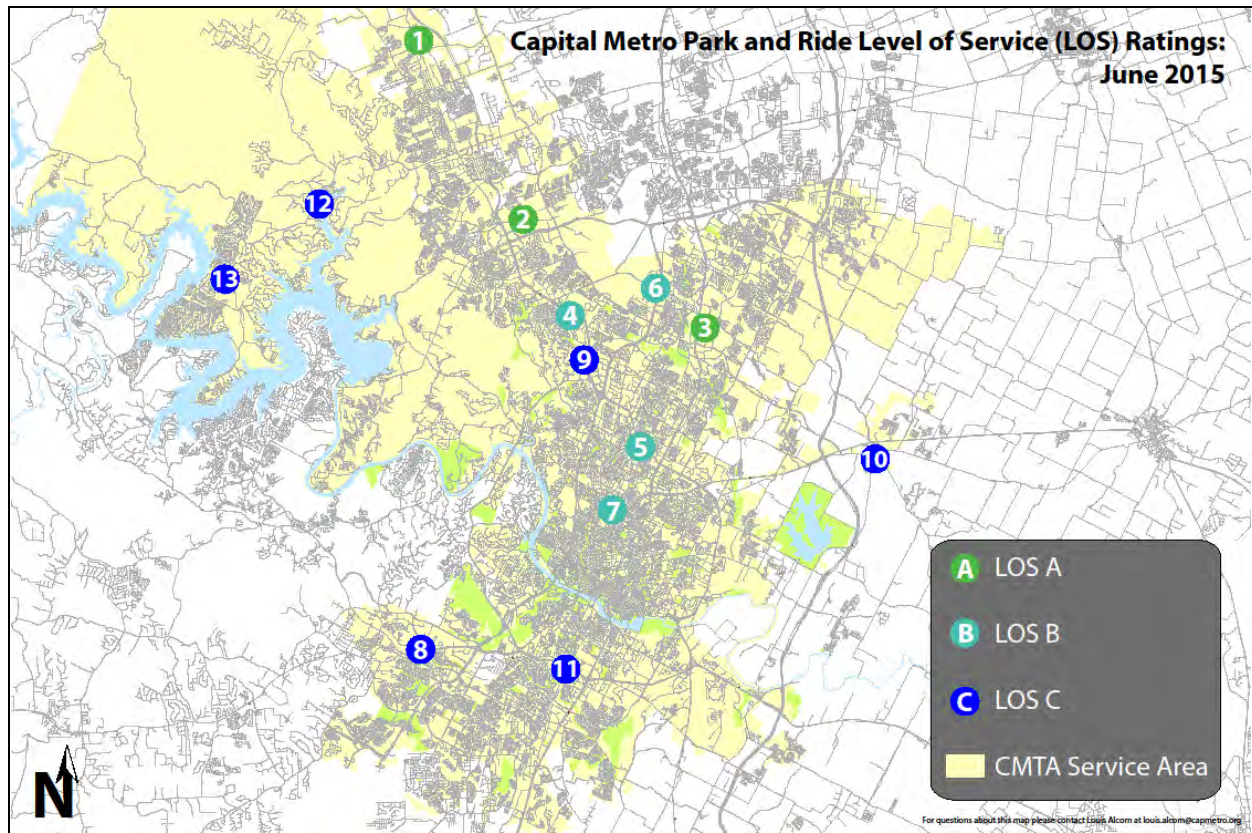 Capital Metro Park and Ride Level of Service (LOS) Ratings:
June 2015
1
12
2
13
6
4
3
9
5
10
7
8
11
A LOS A
B LOS B
C LOS C
CMTA Service Area
N
For questions about this map please contact Louis Alcorn at louis.alcorn@capmetro.org